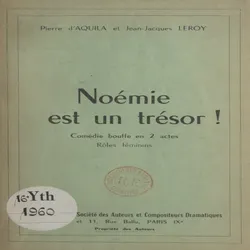 Pierre d'AQUILA et Jean-Jacques LEROY
Noémie
est un trésor !
Comédie bouffe en 2 actes
Rôles féminins
16°Yth
1960
Société des Auteurs et Compositeurs Dramatiques
et 11, Rue Ballu, PARIS IXe
Propriété des Auteurs